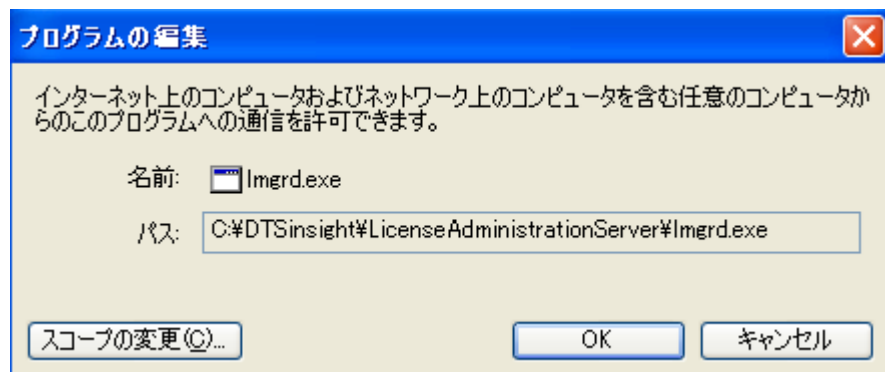 プログラムの編集
インターネット上のコンピュータおよびネットワーク上のコンピュータを含む任意のコンピュータか
らのこのプログラムへの通信を許可できます。
名前: lmgrd.exe
パス: C:¥DTSinsight¥LicenseAdministrationServer¥lmgrd.exe
スコープの変更(C)... OK キャンセル